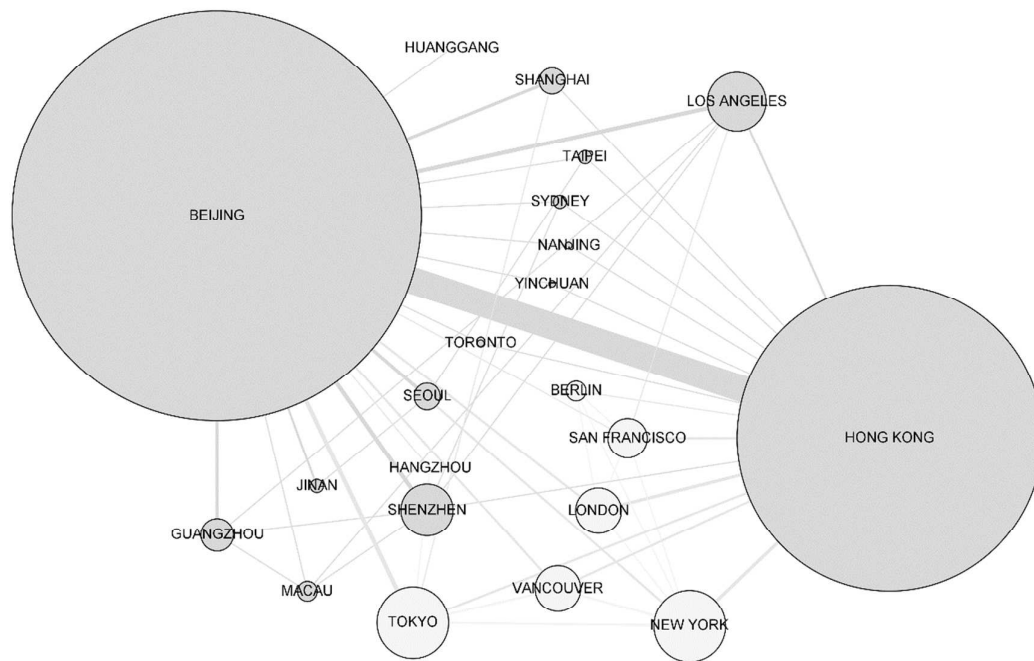 HUANGGANG
SHANGHAI
LOS ANGELES
TAIPEI
BEIJING
SYDNEY
NANJING
YINCHUAN
TORONTO
BERLIN
SEOUL
SAN FRANCISCO
HONG KONG
HANGZHOU
JINAN
SHENZHEN
LONDON
GUANGZHOU
VANCOUVER
MACAU
TOKYO
NEW YORK